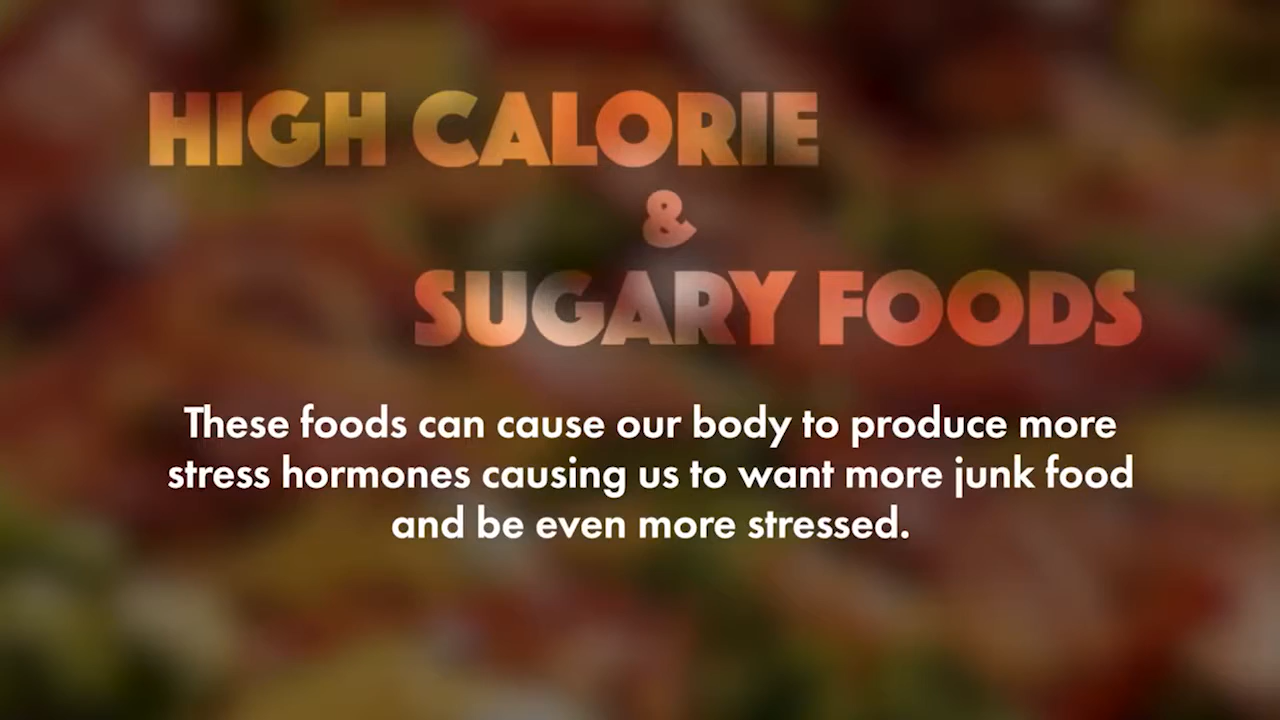 HIGH CALORIE
&
SUGARY FOODS
These foods can cause our body to produce more
stress hormones causing us to want more junk food
and be even more stressed.